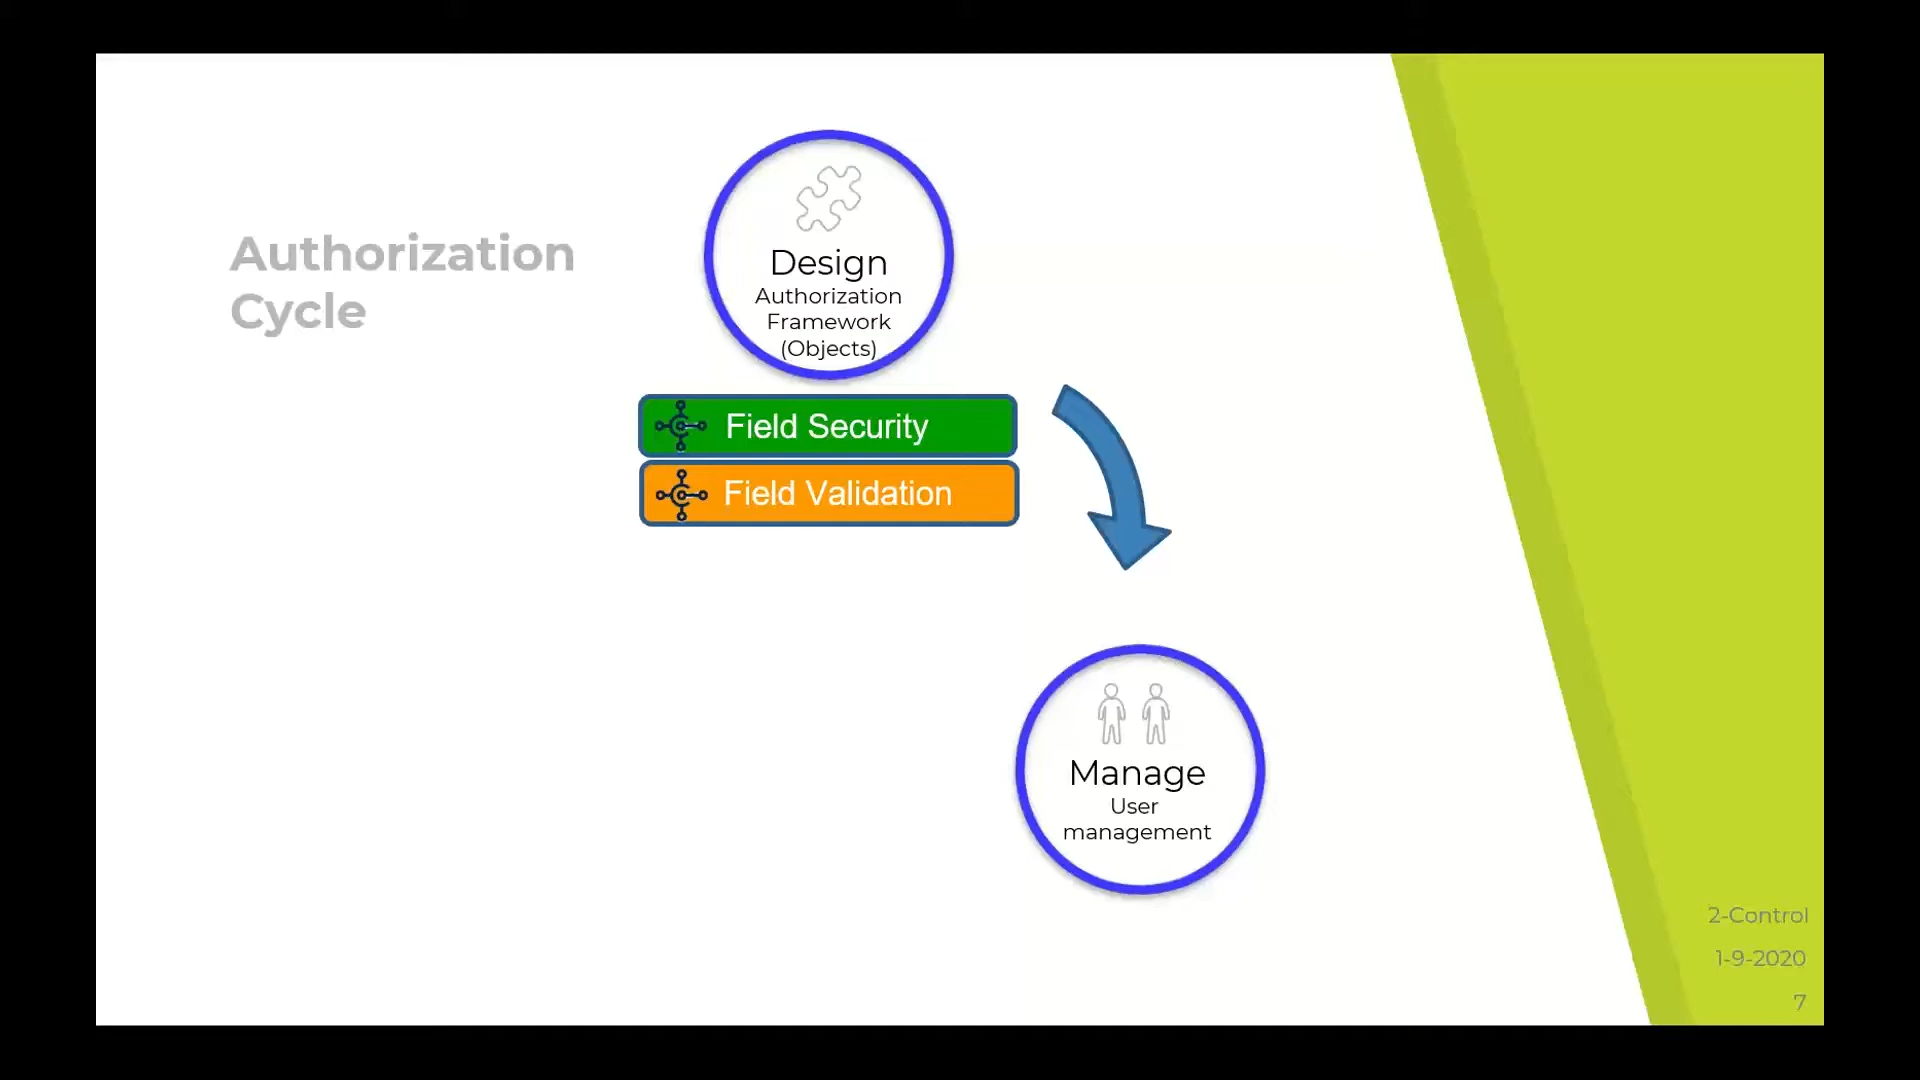 Authorization
Cycle
Design
Authorization
Framework
(Objects)
Field Security
Field Validation
Manage
User
management
2-Control
1-9-2020
7